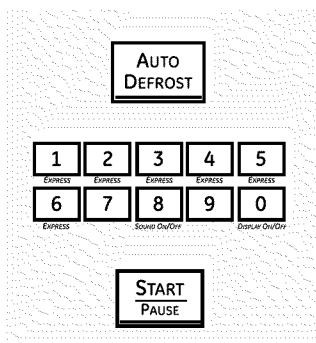 AUTO
DEFROST
1 2 3 4 5
EXPRESS EXPRESS EXPRESS EXPRESS EXPRESS
6 7 8 9 0
EXPRESS SOUND ON/OFF DISPLAY ON/OFF
START
PAUSE